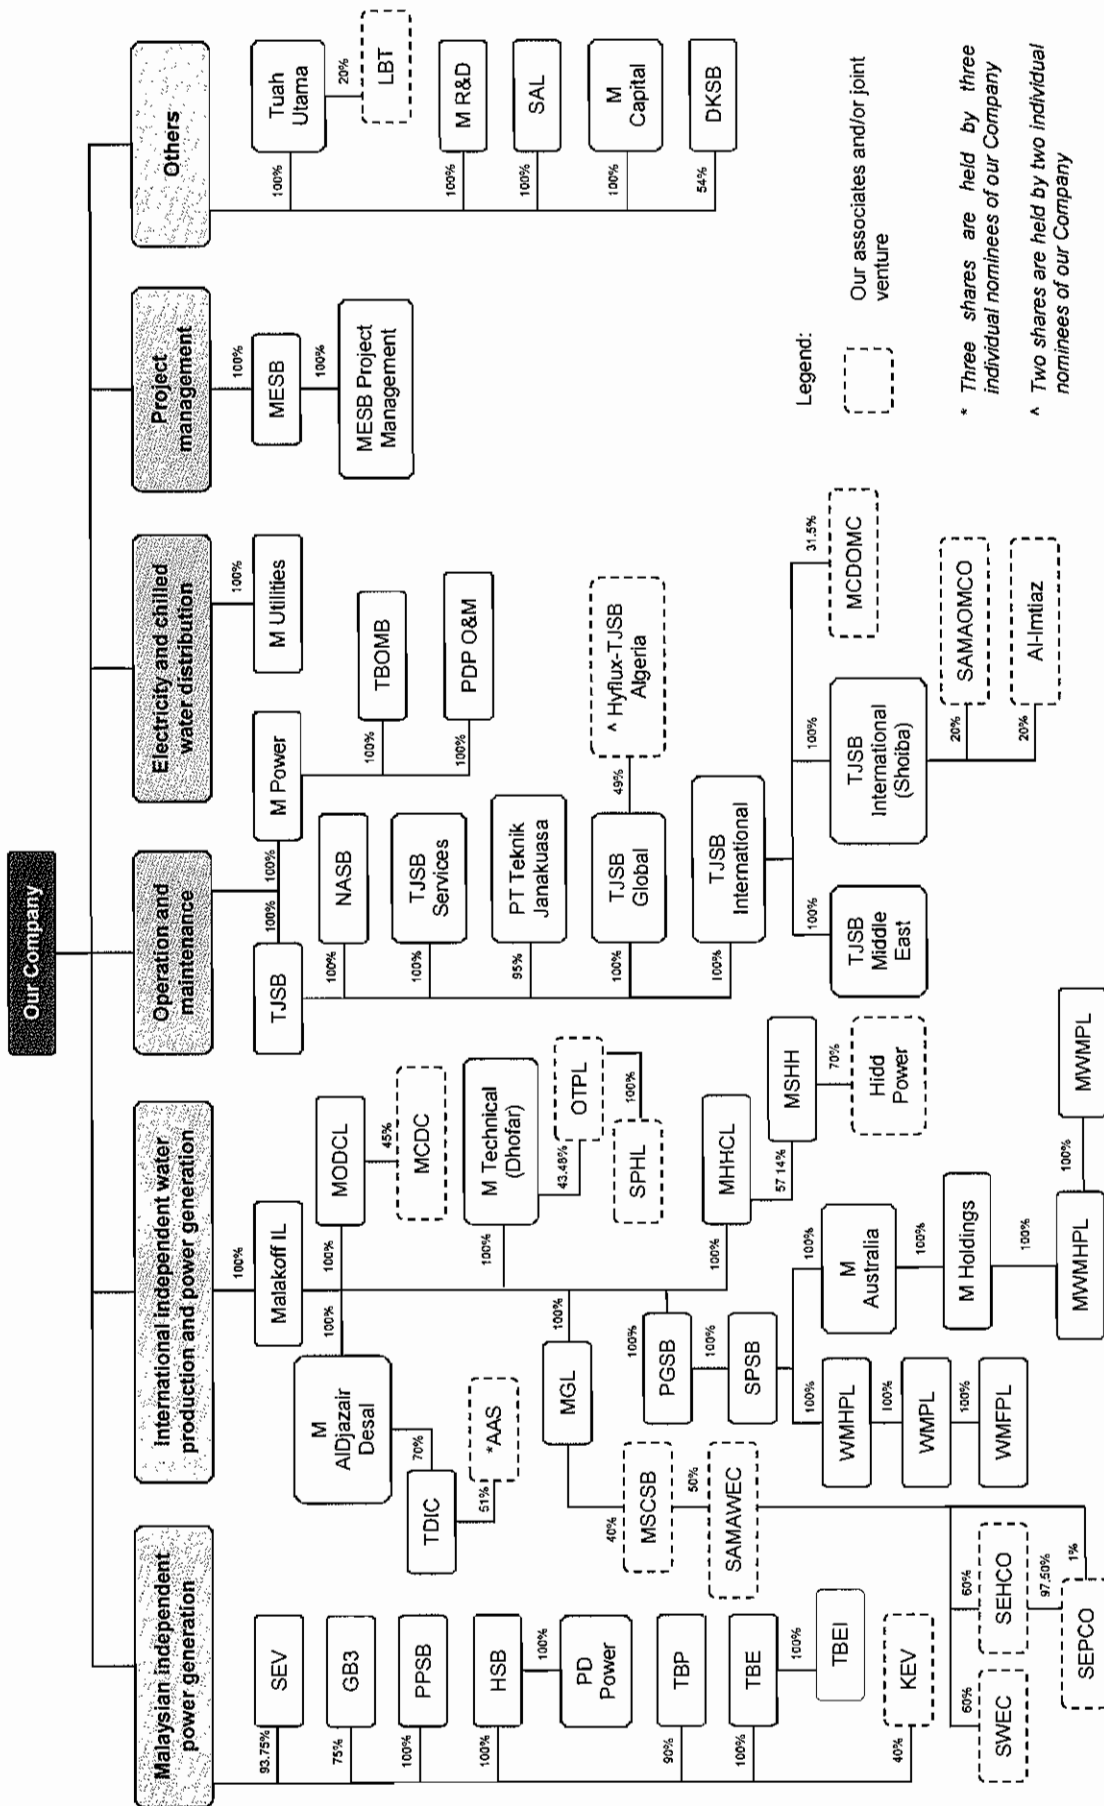 Our Company
Malaysian independent
power generation
93.75%
SEV
75%
GB3
100%
PPSB
100%
HSB
100%
PD
Power
90%
TBP
100%
TBE
100%
TBEI
40%
KEV
International independent water
production and power generation
100%
Malakoff IL
100%
M
AlDjazair
Desal
70%
TDIC
51%
*AAS
100%
MODCL
45%
MCDC
100%
M Technical
(Dhofar)
43.48%
OTPL
100%
SPHL
100%
MGL
40%
MSCSB
50%
SAMAWEC
60%
SWEC
60%
SEHCO
97.50%
1%
SEPCO
100%
MHHCL
57 14%
MSHH
70%
Hidd
Power
100%
PGSB
100%
SPSB
100%
WMHPL
100%
WMPL
100%
WMFPL
100%
M
Australia
100%
M Holdings
100%
MWMHPL
100%
MWMPL
Operation and
maintenance
100%
TJSB
100%
M Power
100%
TBOMB
100%
PDP O&M
100%
NASB
100%
TJSB
Services
95%
PT Teknik
Janakuasa
100%
TJSB
Global
49%
^ Hyflux-TJSB
Algeria
100%
TJSB
International
100%
TJSB
Middle
East
100%
TJSB
International
(Shoiba)
20%
SAMAOMCO
20%
Al-Imtiaz
31.5%
MCDOMC
Electricity and chilled
water distribution
100%
M Utilities
Project
management
100%
MESB
100%
MESB Project
Management
Others
100%
Tuah
Utama
20%
LBT
100%
M R&D
100%
SAL
100%
M
Capital
54%
DKSB
Legend:
Our associates and/or joint
venture
* Three shares are held by three
individual nominees of our Company
^ Two shares are held by two individual
nominees of our Company